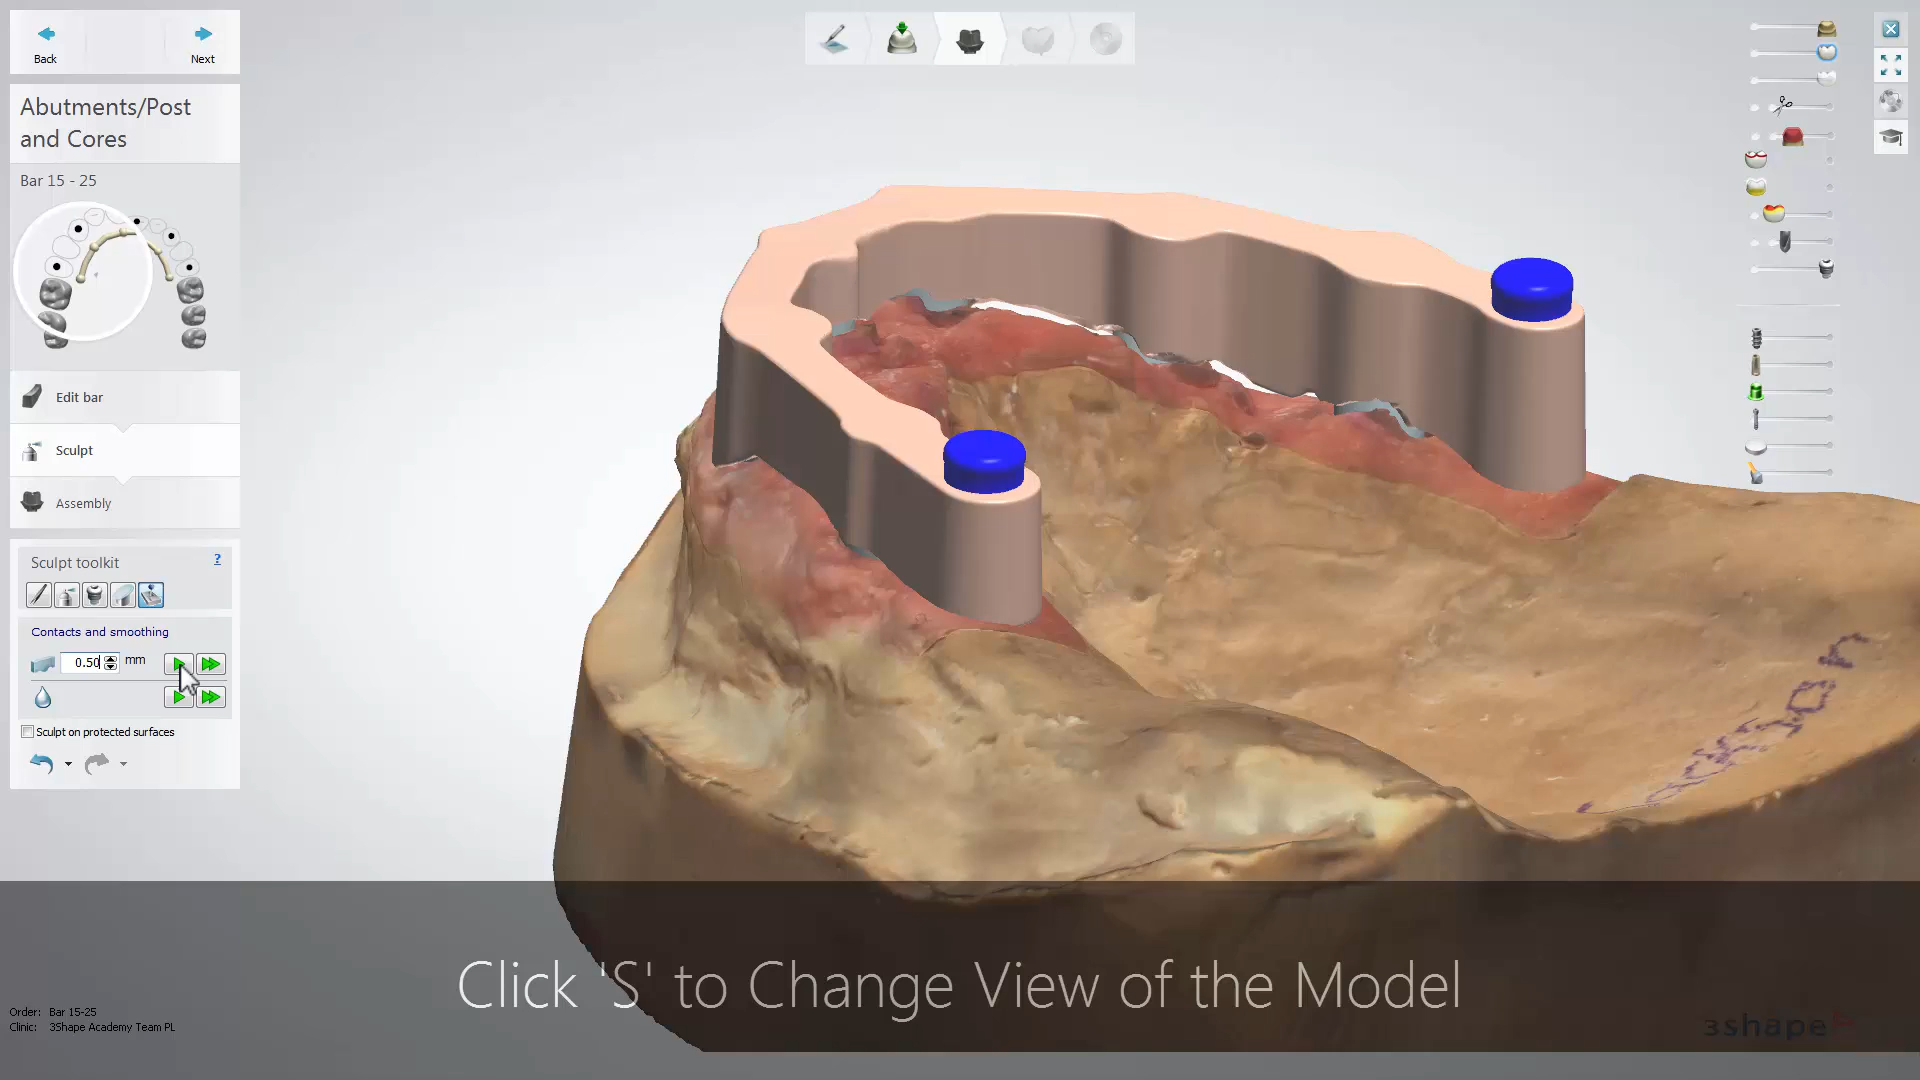 Back
Next
Abutments/Post
and Cores
Bar 15 - 25
Edit bar
Sculpt
Assembly
Sculpt toolkit
?
Contacts and smoothing
0.50
mm
Sculpt on protected surfaces
Click 'S' to Change View of the Model
Order: Bar 15-25
Clinic: 3Shape Academy Team PL
3shape